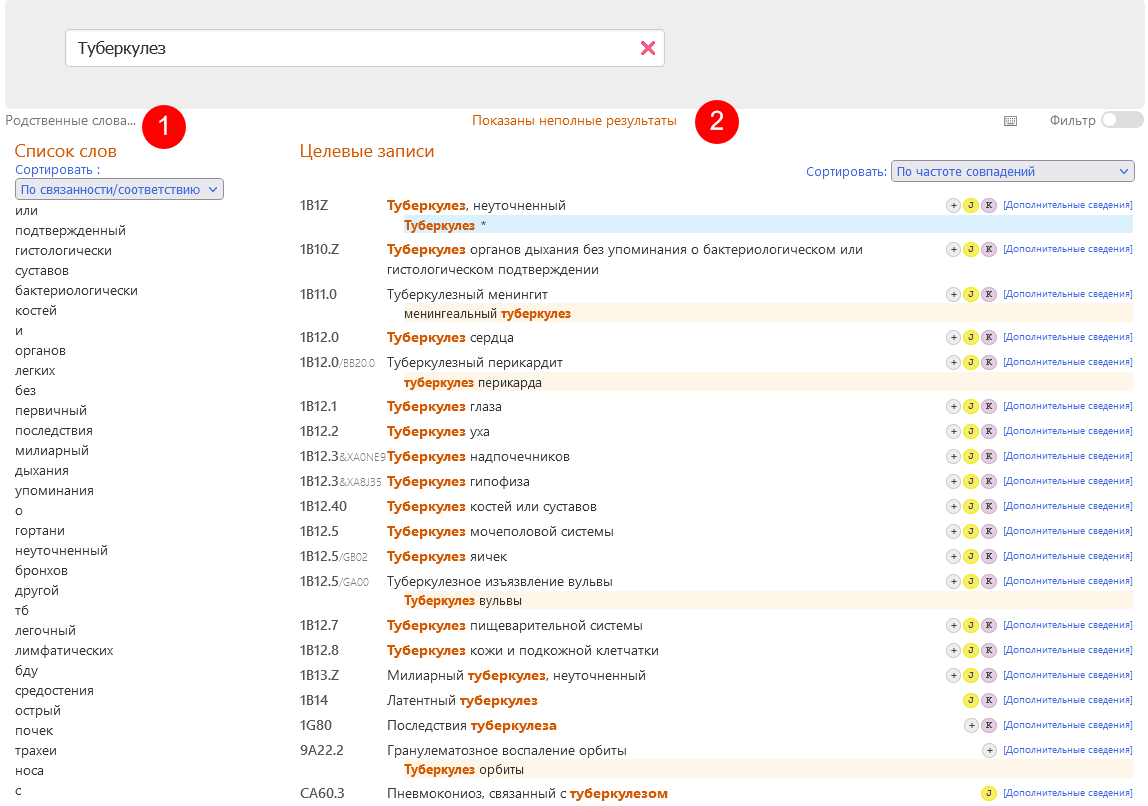 Туберкулез
Родственные слова...
1
Показаны неполные результаты
2
Фильтр
Список слов
Сортировать :
По связанности/соответствию
или
подтвержденный
гистологически
суставов
бактериологически
костей
и
органов
легких
без
первичный
последствия
милиарный
дыхания
упоминания
о
гортани
неуточненный
бронхов
другой
тб
легочный
лимфатических
бду
средостения
острый
почек
трахеи
носа
с
Целевые записи
Сортировать: По частоте совпадений
1B1Z Туберкулез, неуточненный + J K [Дополнительные сведения]
Туберкулез *
1B10.Z Туберкулез органов дыхания без упоминания о бактериологическом или + J K [Дополнительные сведения]
гистологическом подтверждении
1B11.0 Туберкулезный менингит + J K [Дополнительные сведения]
менингеальный туберкулез
1B12.0 Туберкулез сердца + J K [Дополнительные сведения]
1B12.0/BB20.0 Туберкулезный перикардит + J K [Дополнительные сведения]
туберкулез перикарда
1B12.1 Туберкулез глаза + J K [Дополнительные сведения]
1B12.2 Туберкулез уха + J K [Дополнительные сведения]
1B12.3&XA0NE9 Туберкулез надпочечников + J K [Дополнительные сведения]
1B12.3&XA8J35 Туберкулез гипофиза + J K [Дополнительные сведения]
1B12.40 Туберкулез костей или суставов + J K [Дополнительные сведения]
1B12.5 Туберкулез мочеполовой системы + J K [Дополнительные сведения]
1B12.5/GB02 Туберкулез яичек + J K [Дополнительные сведения]
1B12.5/GA00 Туберкулезное изъязвление вульвы + J K [Дополнительные сведения]
Туберкулез вульвы
1B12.7 Туберкулез пищеварительной системы + J K [Дополнительные сведения]
1B12.8 Туберкулез кожи и подкожной клетчатки + J K [Дополнительные сведения]
1B13.Z Милиарный туберкулез, неуточненный + J K [Дополнительные сведения]
1B14 Латентный туберкулез J K [Дополнительные сведения]
1G80 Последствия туберкулеза + K [Дополнительные сведения]
9A22.2 Гранулематозное воспаление орбиты + [Дополнительные сведения]
Туберкулез орбиты
CA60.3 Пневмокониоз, связанный с туберкулезом J [Дополнительные сведения]